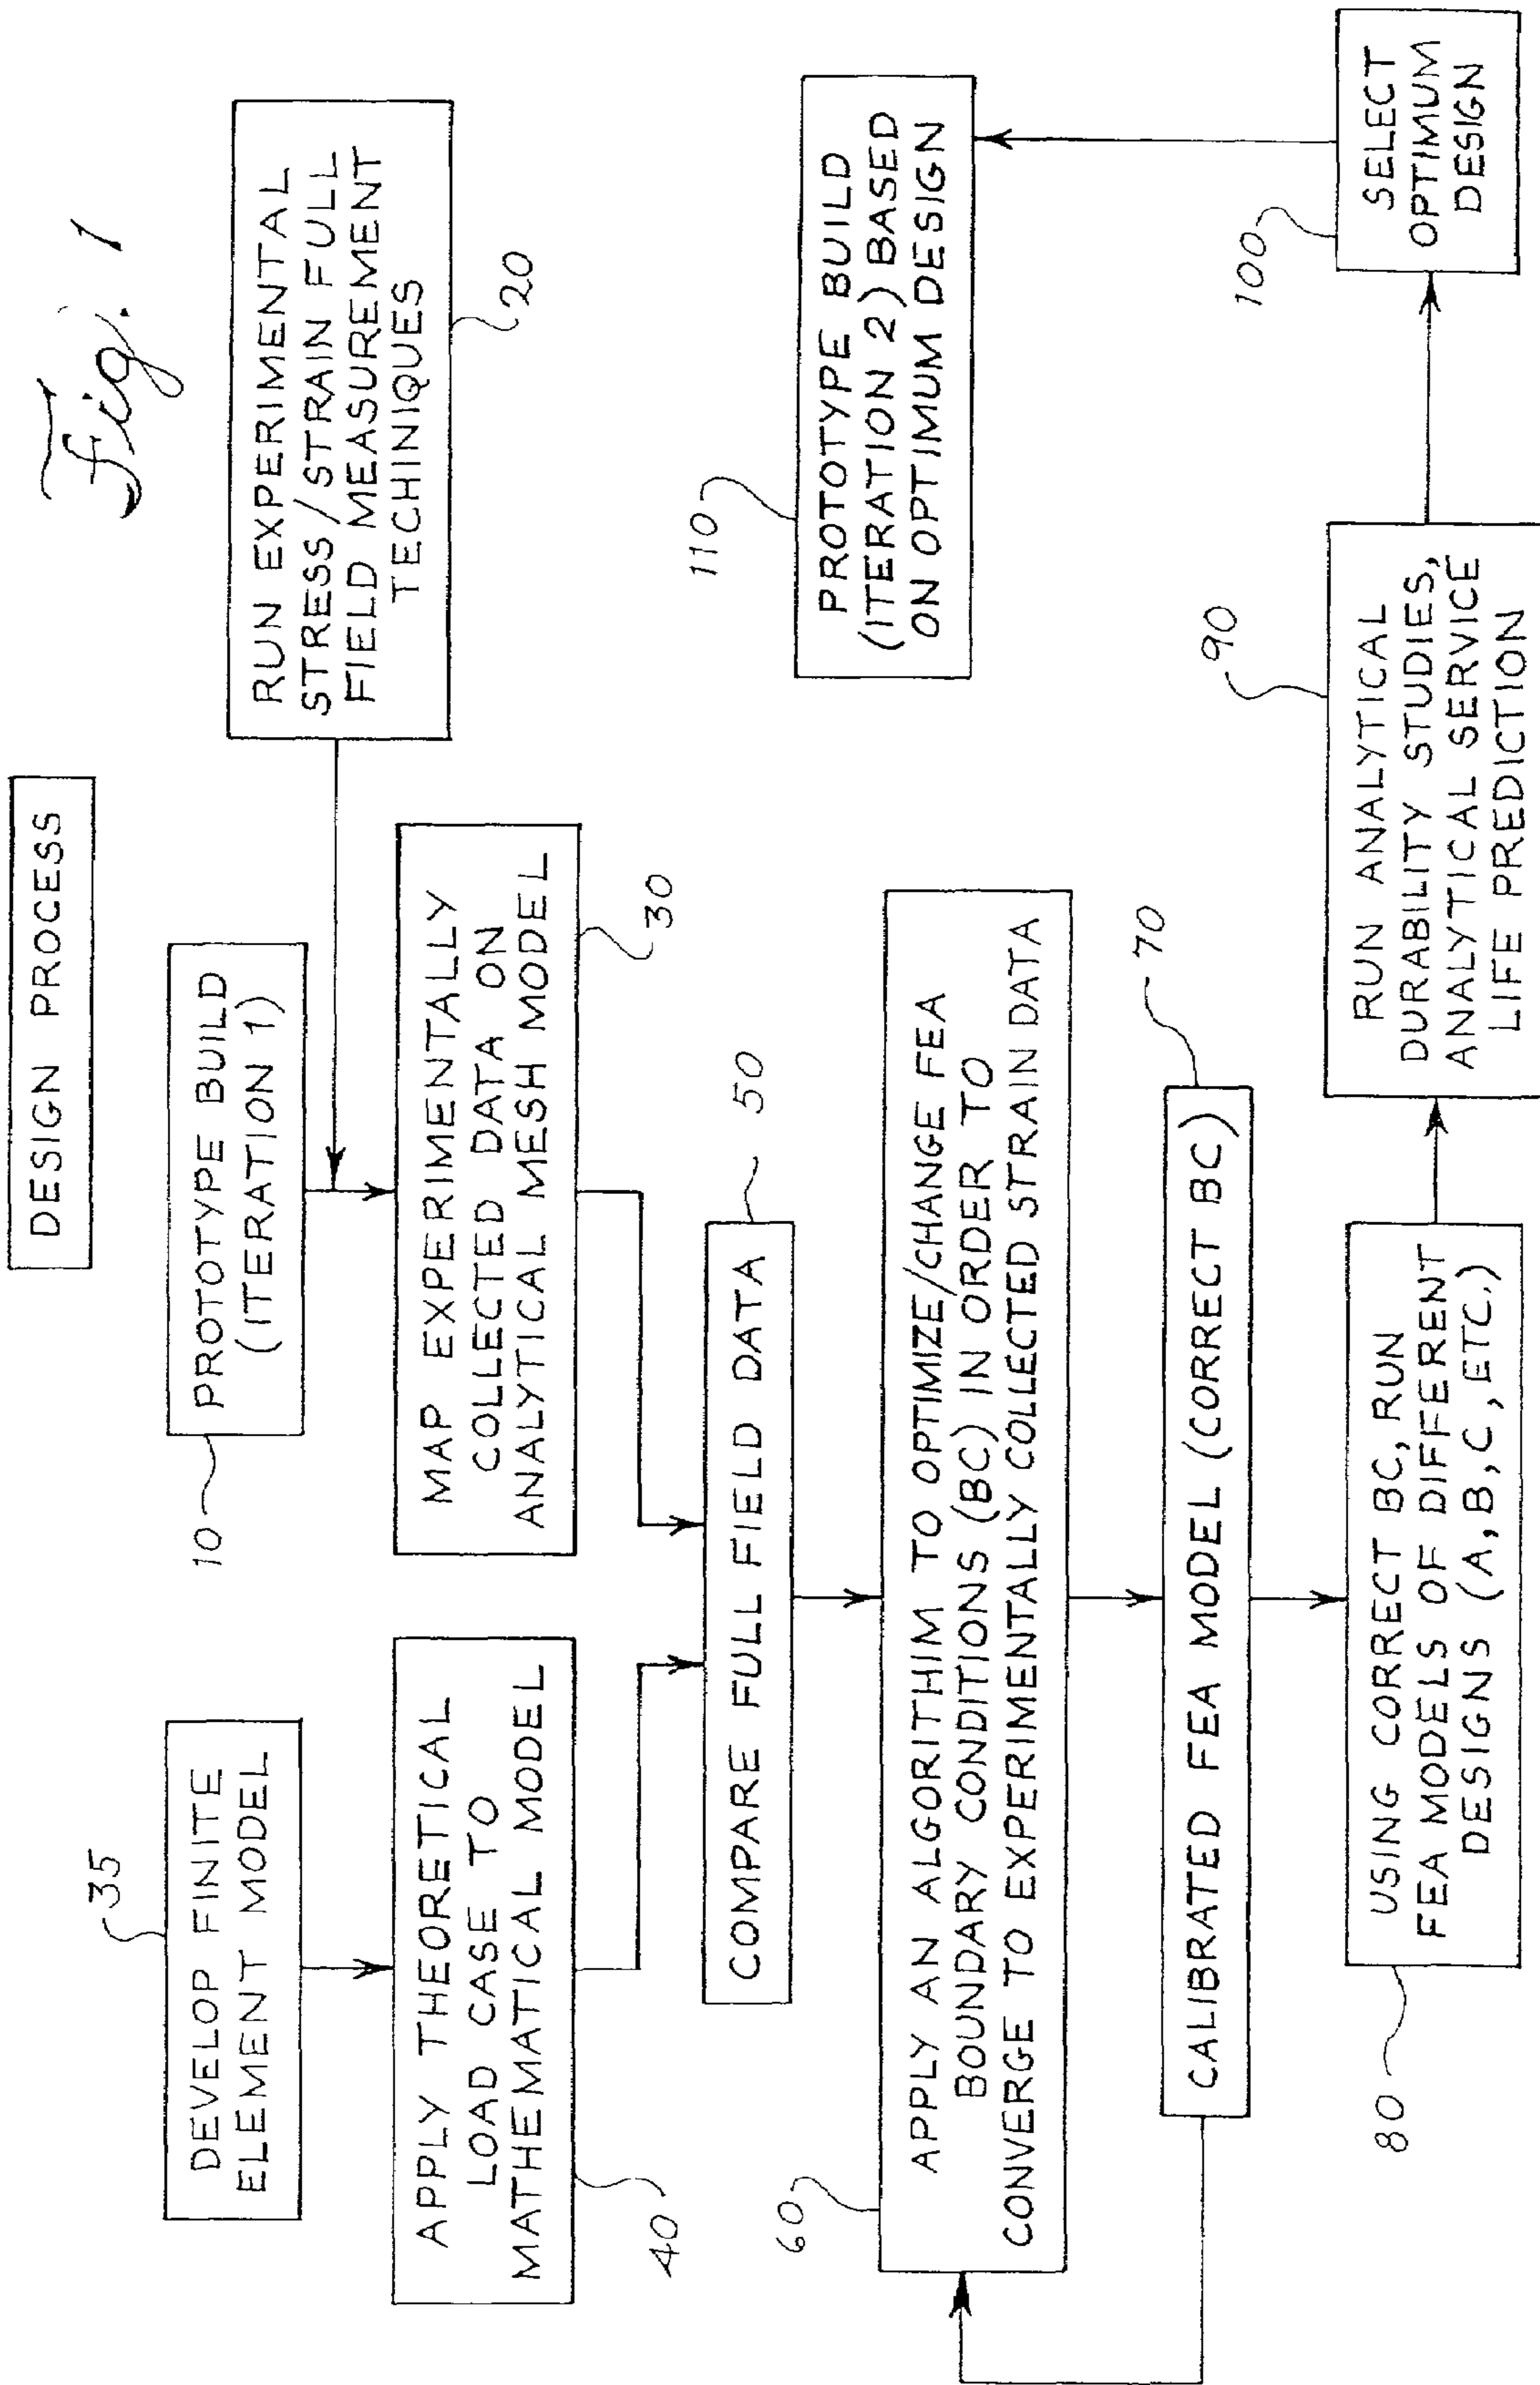 Fig. 1
DESIGN PROCESS
10
PROTOTYPE BUILD
(ITERATION 1)
RUN EXPERIMENTAL
STRESS/STRAIN FULL
FIELD MEASUREMENT
TECHINIQUES
20
35
DEVELOP FINITE
ELEMENT MODEL
MAP EXPERIMENTALLY
COLLECTED DATA ON
ANALYTICAL MESH MODEL
30
APPLY THEORETICAL
LOAD CASE TO
MATHEMATICAL MODEL
40
COMPARE FULL FIELD DATA
50
60
APPLY AN ALGORITHIM TO OPTIMIZE/CHANGE FEA
BOUNDARY CONDITIONS (BC) IN ORDER TO
CONVERGE TO EXPERIMENTALLY COLLECTED STRAIN DATA
CALIBRATED FEA MODEL (CORRECT BC)
70
80
USING CORRECT BC, RUN
FEA MODELS OF DIFFERENT
DESIGNS (A, B, C, ETC.)
90
RUN ANALYTICAL
DURABILITY STUDIES,
ANALYTICAL SERVICE
LIFE PREDICTION
100
SELECT
OPTIMUM
DESIGN
110
PROTOTYPE BUILD
(ITERATION 2) BASED
ON OPTIMUM DESIGN